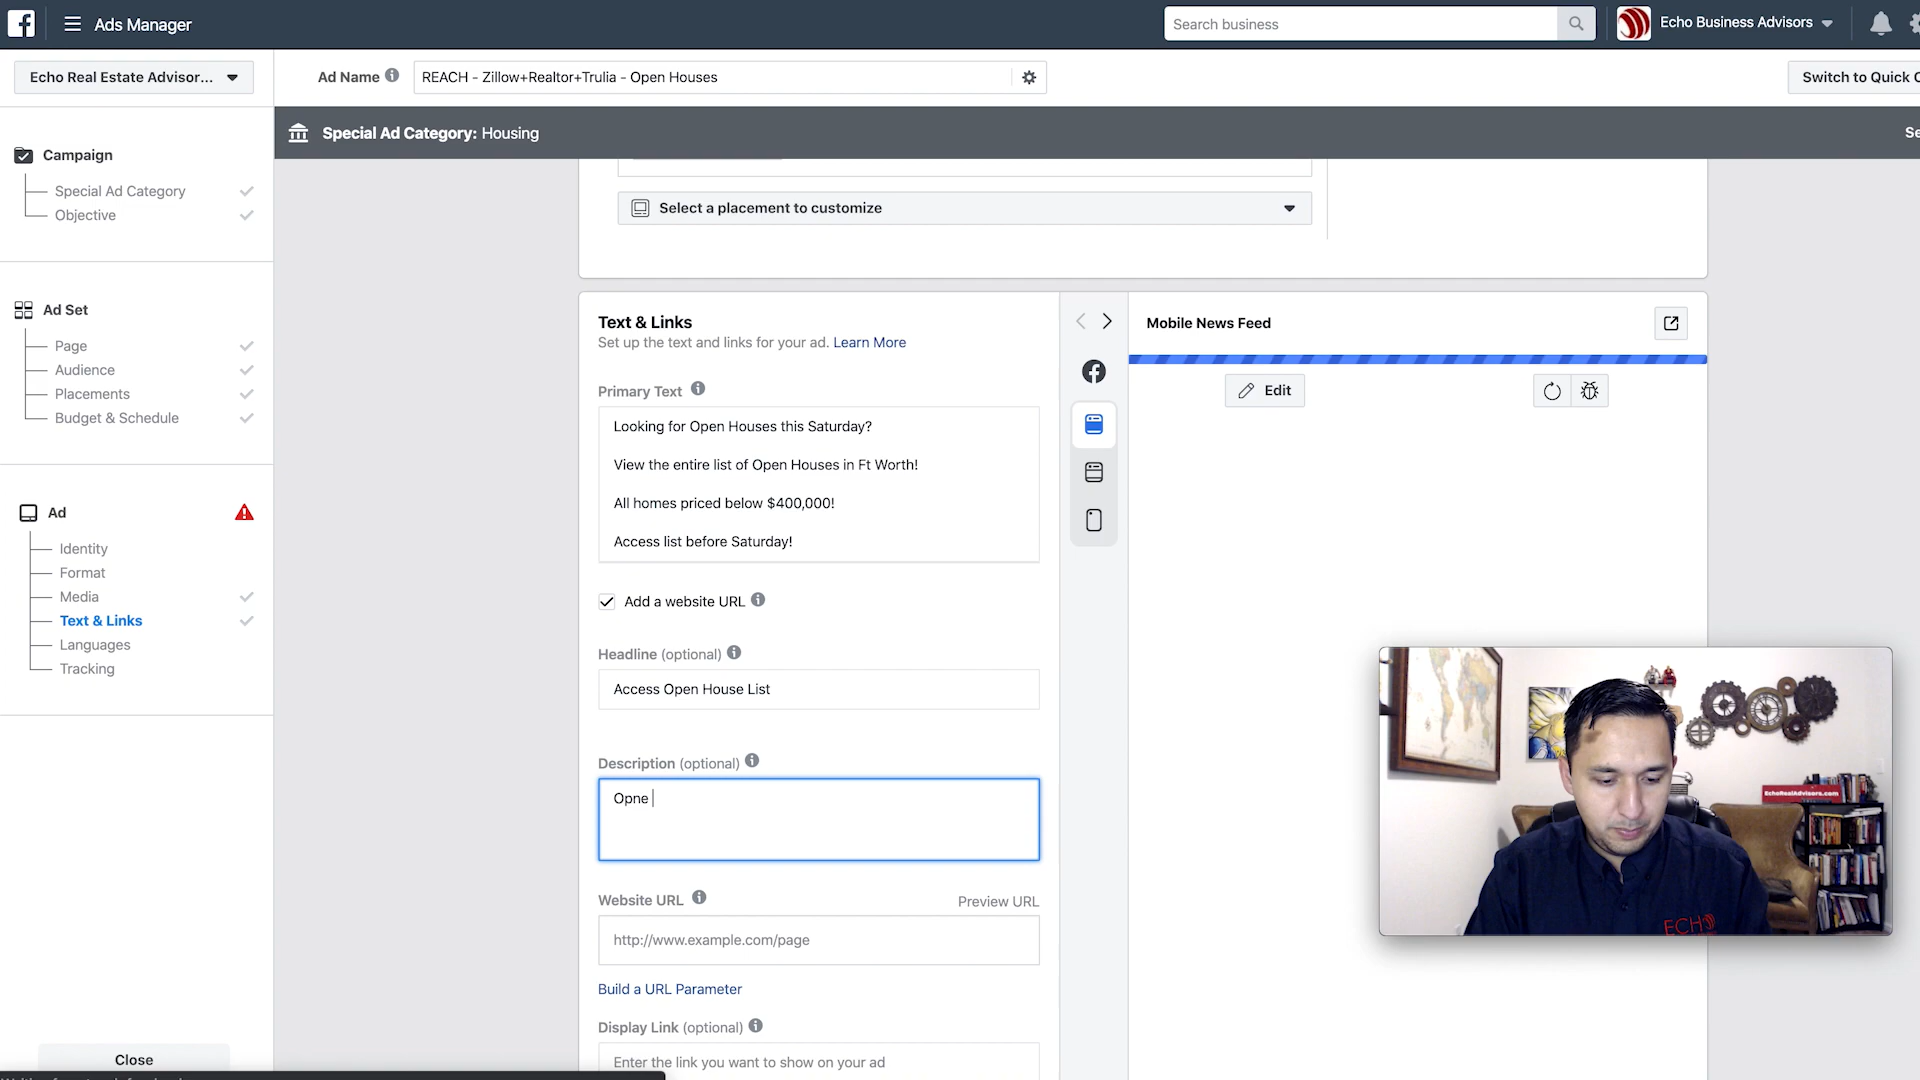 Ads Manager
Search business
Echo Business Advisors
Echo Real Estate Advisor...
Ad Name
REACH - Zillow+Realtor+Trulia - Open Houses
Switch to Quick C
Special Ad Category: Housing
Se
Campaign
Special Ad Category
Objective
Ad Set
Page
Audience
Placements
Budget & Schedule
Ad
Identity
Format
Media
Text & Links
Languages
Tracking
Close
Select a placement to customize
Text & Links
Set up the text and links for your ad. Learn More
Primary Text
Looking for Open Houses this Saturday?
View the entire list of Open Houses in Ft Worth!
All homes priced below $400,000!
Access list before Saturday!
Add a website URL
Headline (optional)
Access Open House List
Description (optional)
Opne
Website URL
Preview URL
http://www.example.com/page
Build a URL Parameter
Display Link (optional)
Enter the link you want to show on your ad
Mobile News Feed
Edit
EchoRealAdvisors.com
ECHO